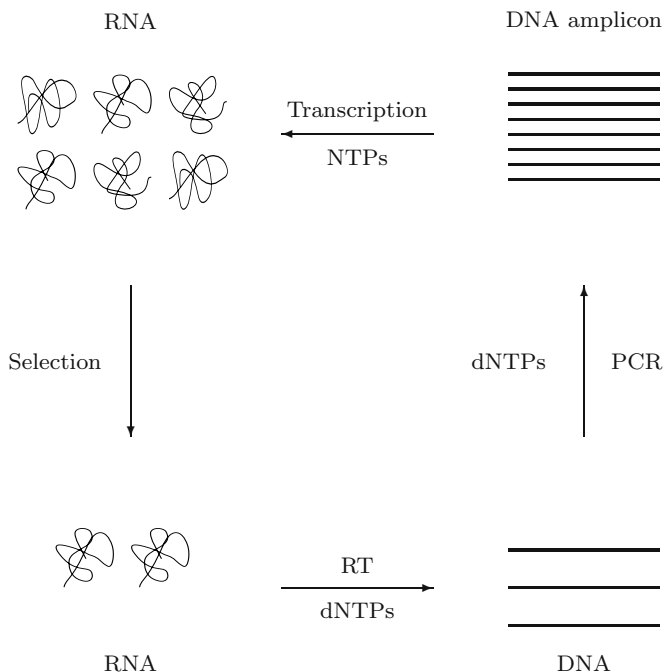 RNA
DNA amplicon
Transcription
NTPs
Selection
dNTPs
PCR
RT
dNTPs
RNA
DNA